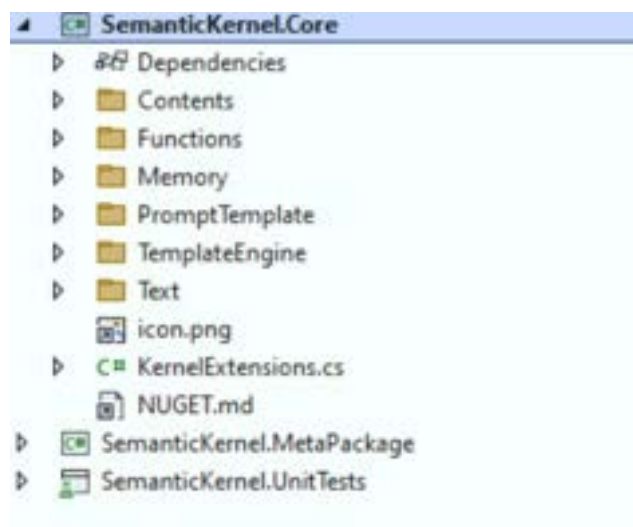 SemanticKernel.Core
Dependencies
Contents
Functions
Memory
PromptTemplate
TemplateEngine
Text
icon.png
C# KernelExtensions.cs
NUGET.md
SemanticKernel.MetaPackage
SemanticKernel.UnitTests